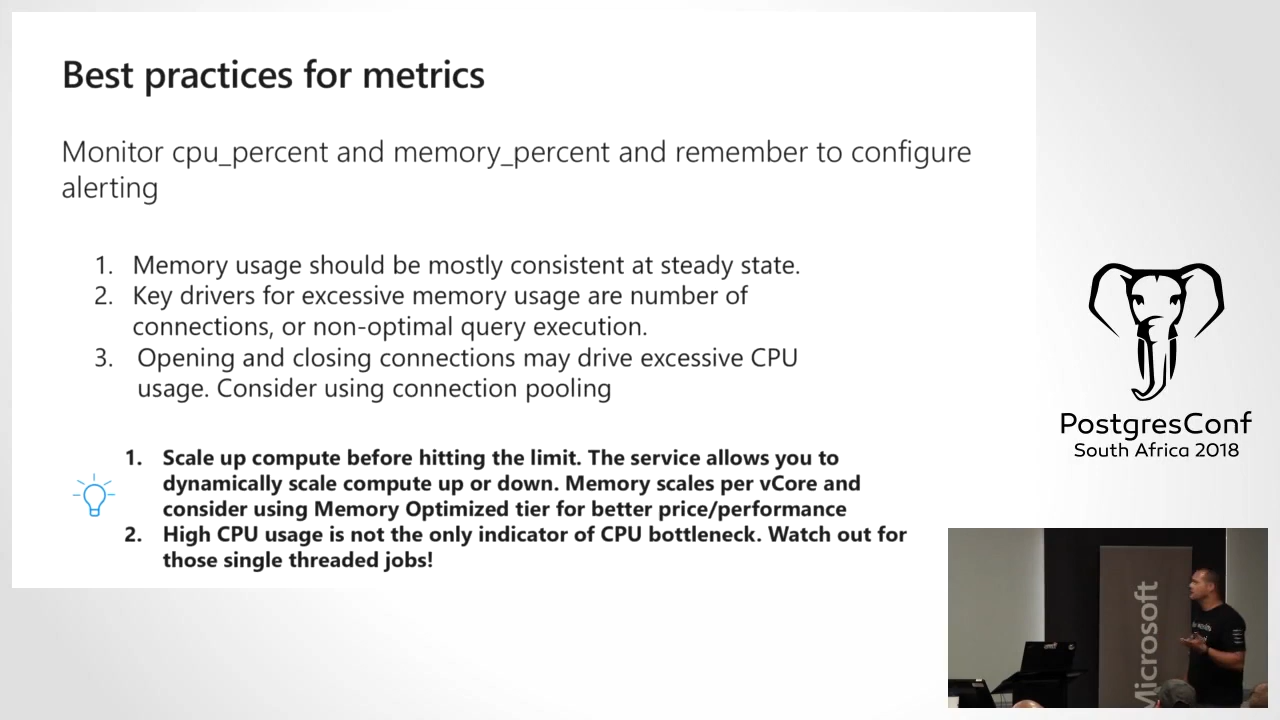 Best practices for metrics
Monitor cpu_percent and memory_percent and remember to configure
alerting
1. Memory usage should be mostly consistent at steady state.
2. Key drivers for excessive memory usage are number of
connections, or non-optimal query execution.
3. Opening and closing connections may drive excessive CPU
usage. Consider using connection pooling
1. Scale up compute before hitting the limit. The service allows you to
dynamically scale compute up or down. Memory scales per vCore and
consider using Memory Optimized tier for better price/performance
2. High CPU usage is not the only indicator of CPU bottleneck. Watch out for
those single threaded jobs!
PostgresConf
South Africa 2018
Microsoft